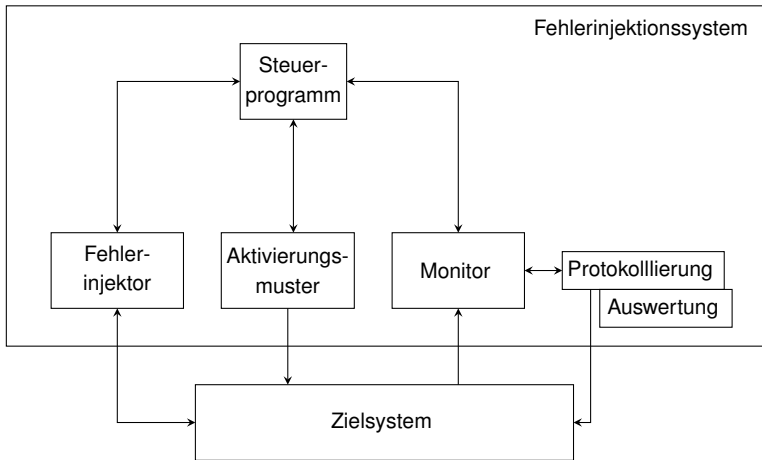 Fehlerinjektionssystem
Steuer-
programm
Fehler-
injektor
Aktivierungs-
muster
Monitor
Protokolllierung
Auswertung
Zielsystem